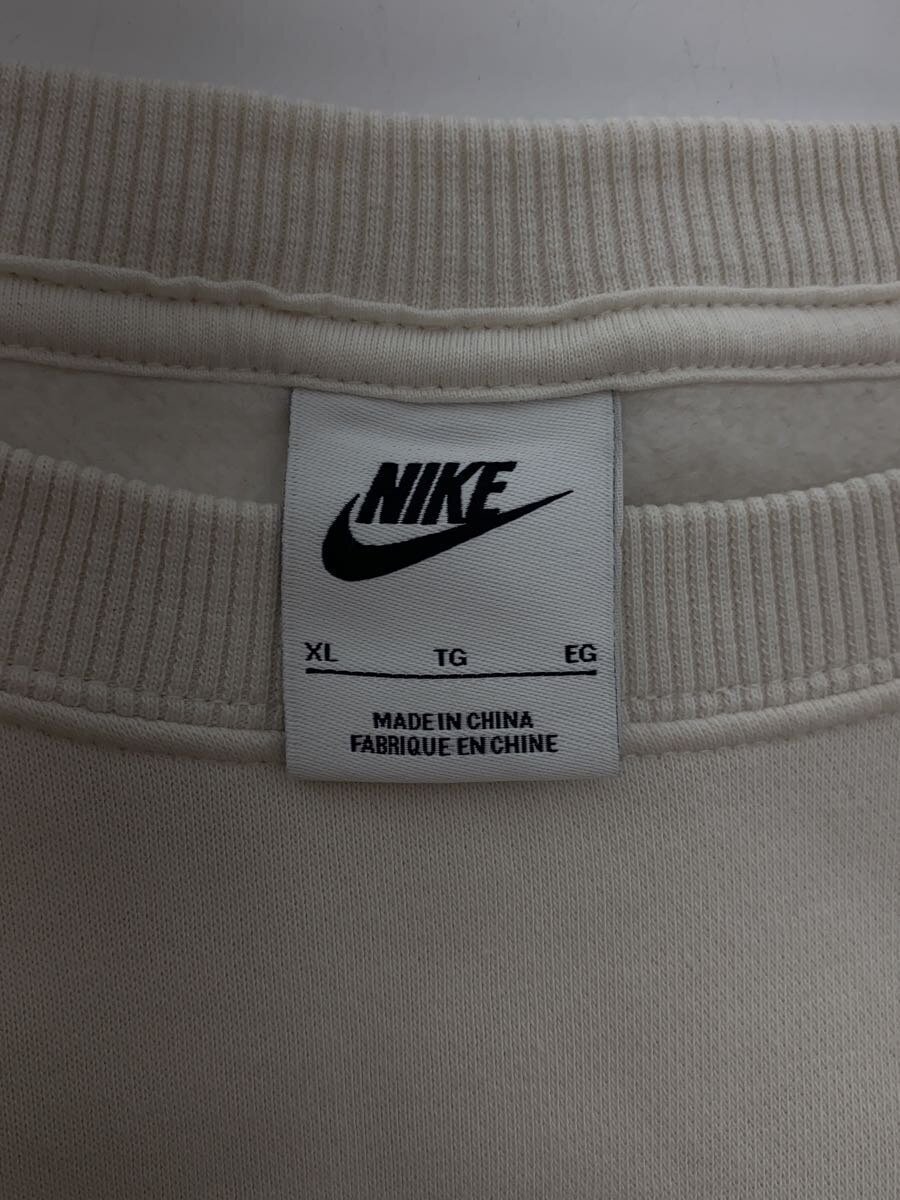 NIKE
XL TG EG
MADE IN CHINA
FABRIQUE EN CHINE